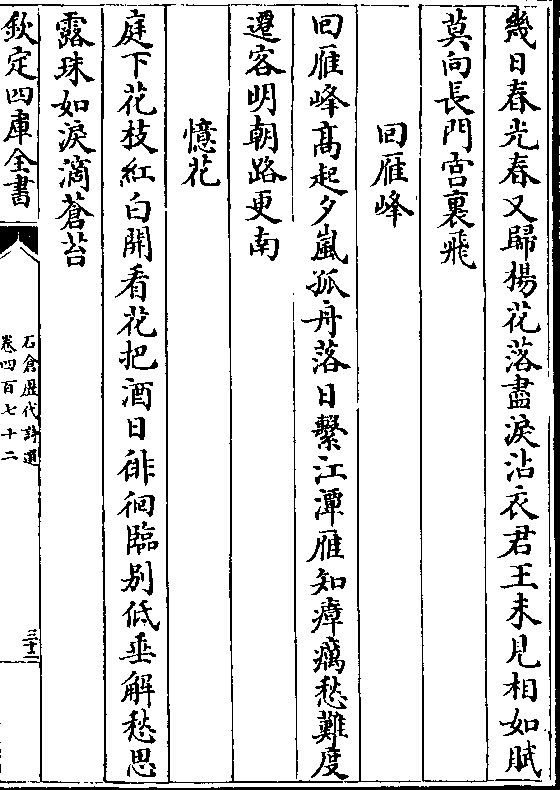 幾日春光春又歸楊花落盡淚沾衣君王未見相如賦
莫向長門宫裏飛
回雁峰
回雁峰髙起夕嵐孤舟落日繫江潭雁知瘴癘愁難度
遷客明朝路更南
憶花
庭下花枝紅白開看花把酒日徘徊臨别低垂解愁思
露珠如淚滴蒼苔
欽定四庫全書
石倉歴代詩選
卷四百七十二
三十二